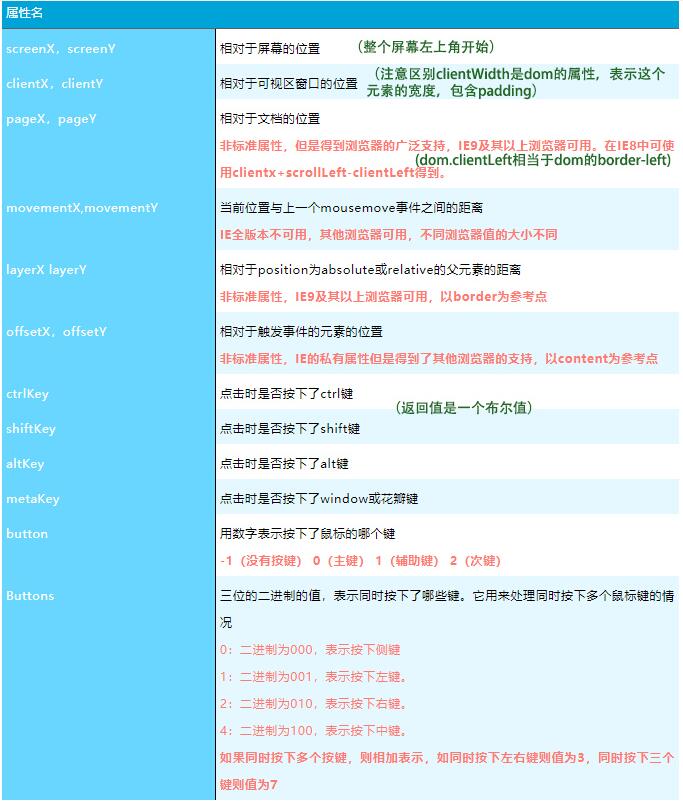 属性名
screenX，screenY
相对于屏幕的位置
（整个屏幕左上角开始）
clientX，clientY
相对于可视区窗口的位置
（注意区别clientWidth是dom的属性，表示这个
元素的宽度，包含padding）
pageX，pageY
相对于文档的位置
非标准属性，但是得到浏览器的广泛支持，IE9及其以上浏览器可用。在IE8中可使
用clientx+scrollLeft-clientLeft得到。
(dom.clientLeft相当于dom的border-left)
movementX,movementY
当前位置与上一个mousemove事件之间的距离
IE全版本不可用，其他浏览器可用，不同浏览器值的大小不同
layerX layerY
相对于position为absolute或relative的父元素的距离
非标准属性，IE9及其以上浏览器可用，以border为参考点
offsetX，offsetY
相对于触发事件的元素的位置
非标准属性，IE的私有属性但是得到了其他浏览器的支持，以content为参考点
ctrlKey
点击时是否按下了ctrl键
（返回值是一个布尔值）
shiftKey
点击时是否按下了shift键
altKey
点击时是否按下了alt键
metaKey
点击时是否按下了window或花瓣键
button
用数字表示按下了鼠标的哪个键
-1（没有按键） 0（主键） 1（辅助键） 2（次键）
Buttons
三位的二进制的值，表示同时按下了哪些键。它用来处理同时按下多个鼠标键的情
况
0：二进制为000，表示按下侧键
1：二进制为001，表示按下左键。
2：二进制为010，表示按下右键。
4：二进制为100，表示按下中键。
如果同时按下多个按键，则相加表示，如同时按下左右键则值为3，同时按下三个
键则值为7